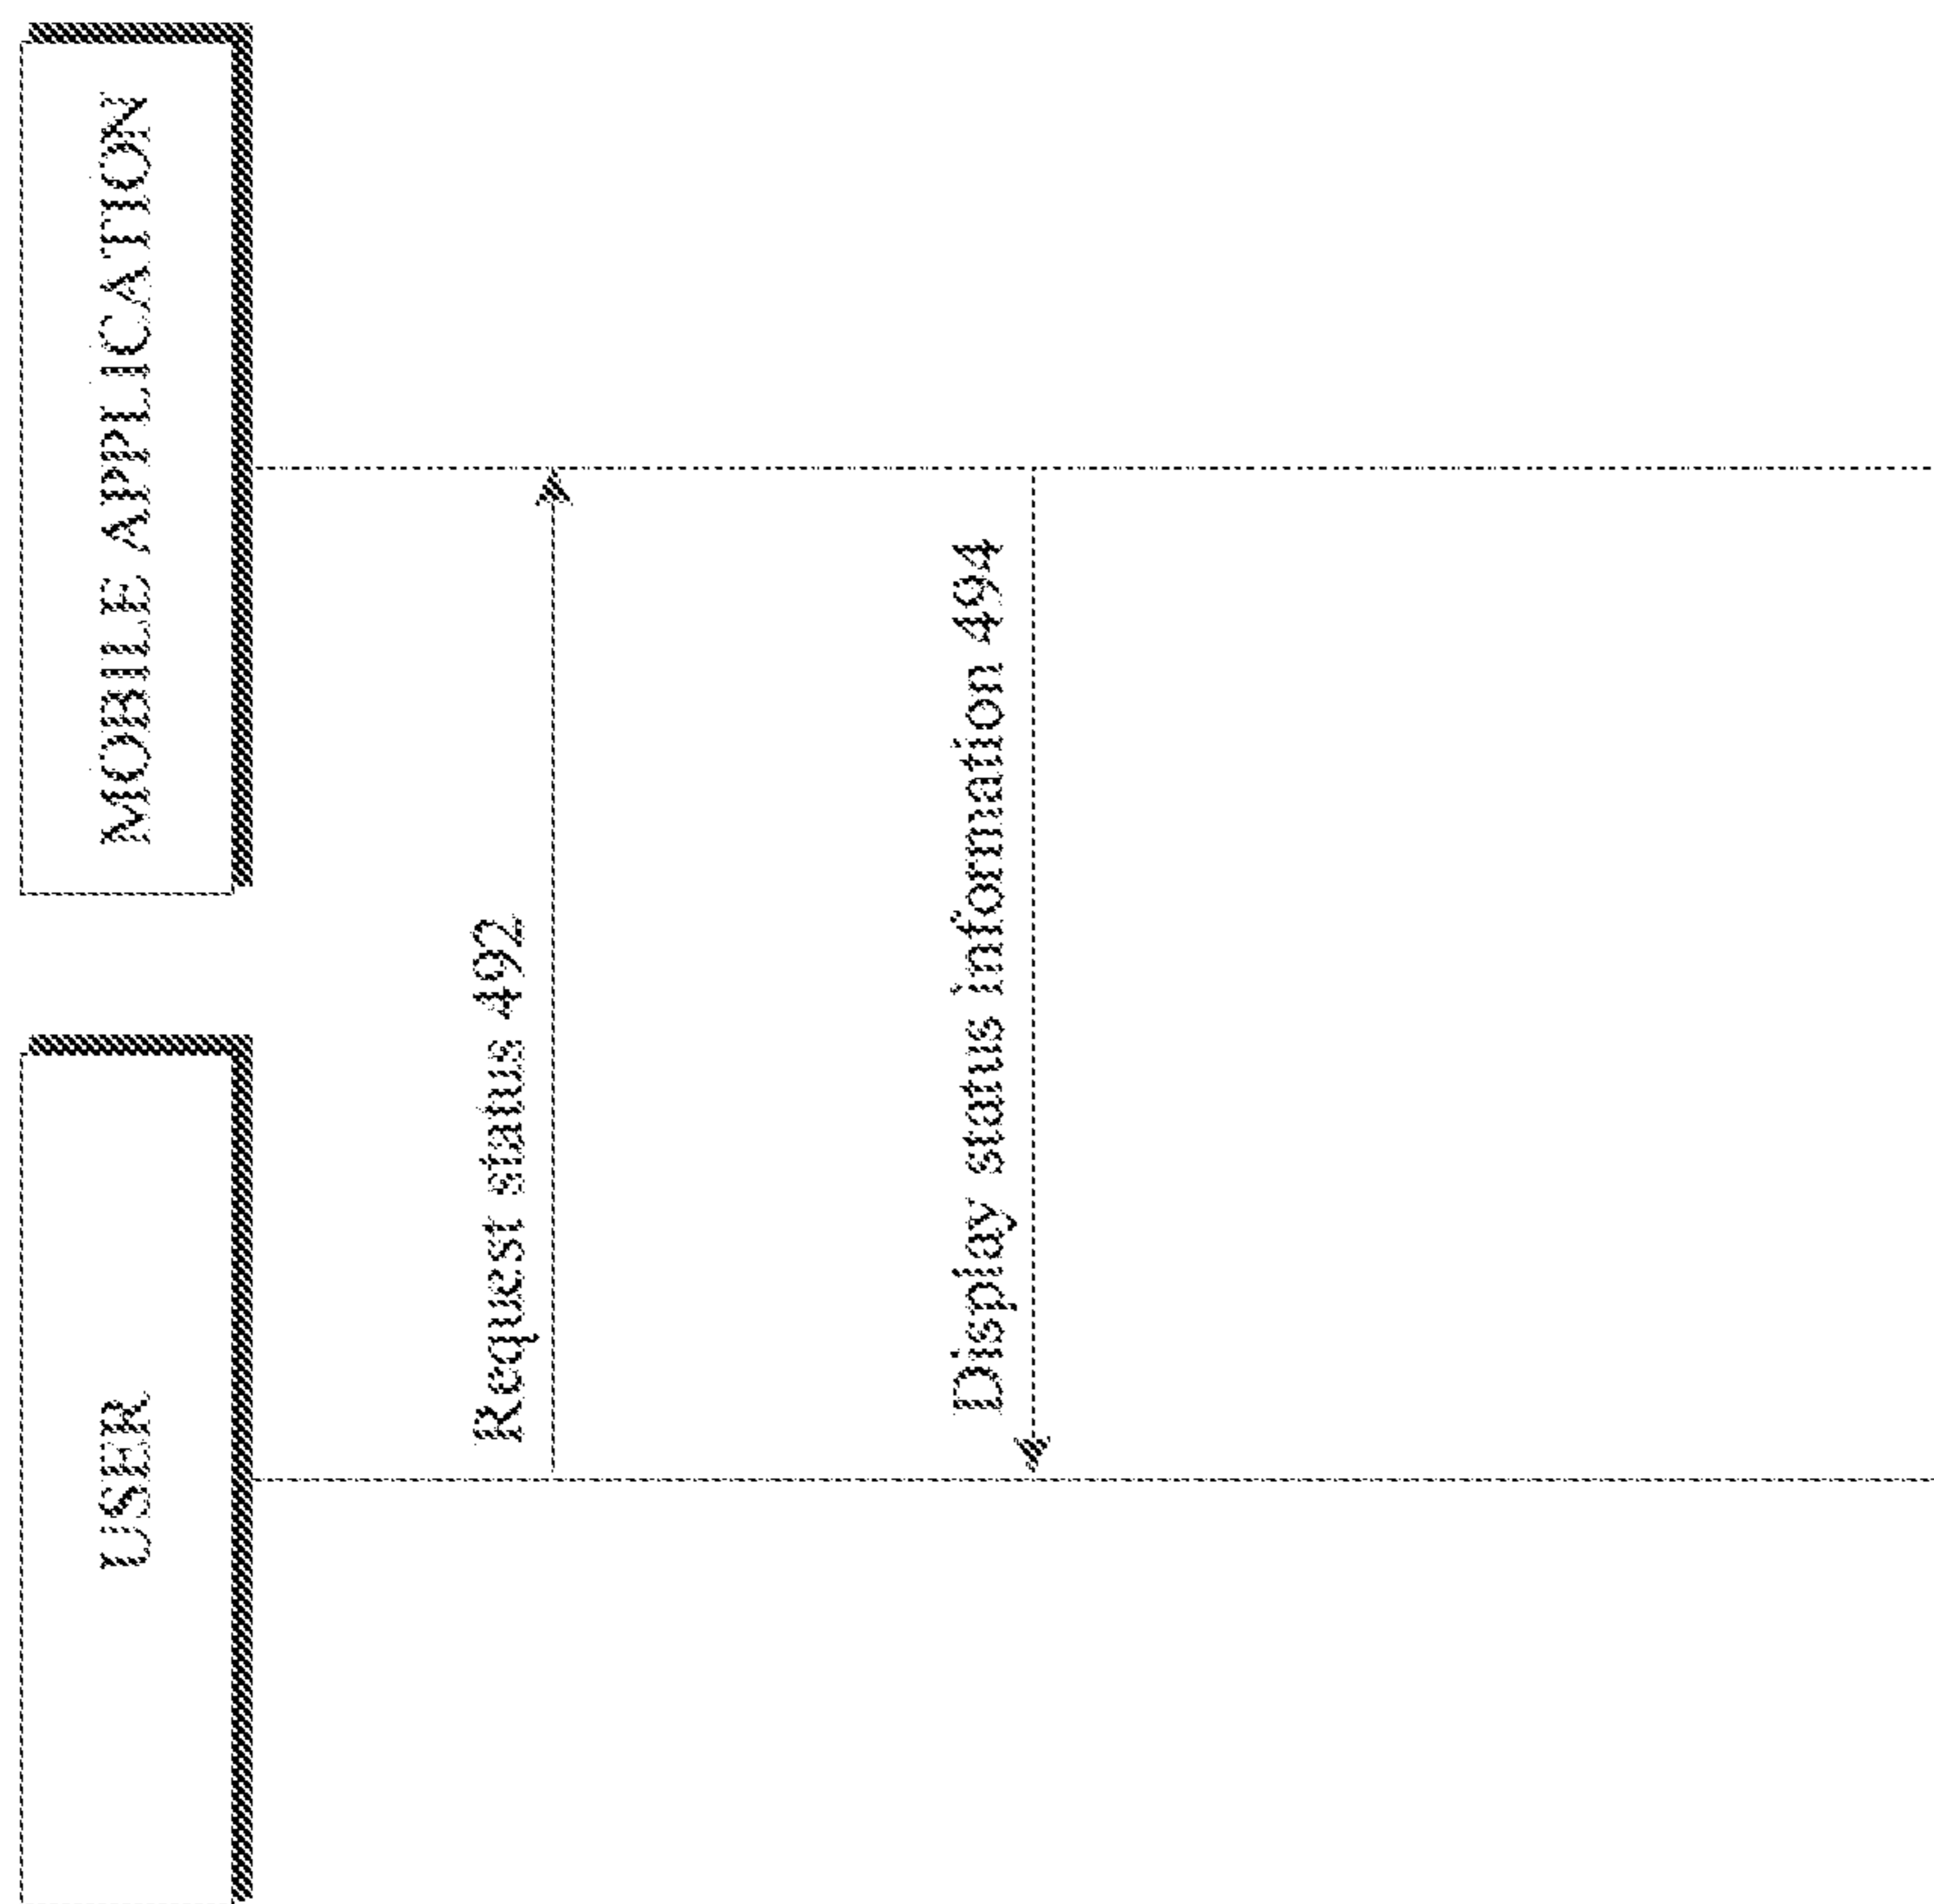 USER
MOBILE APPLICATION
Request status 492
Display status information 494